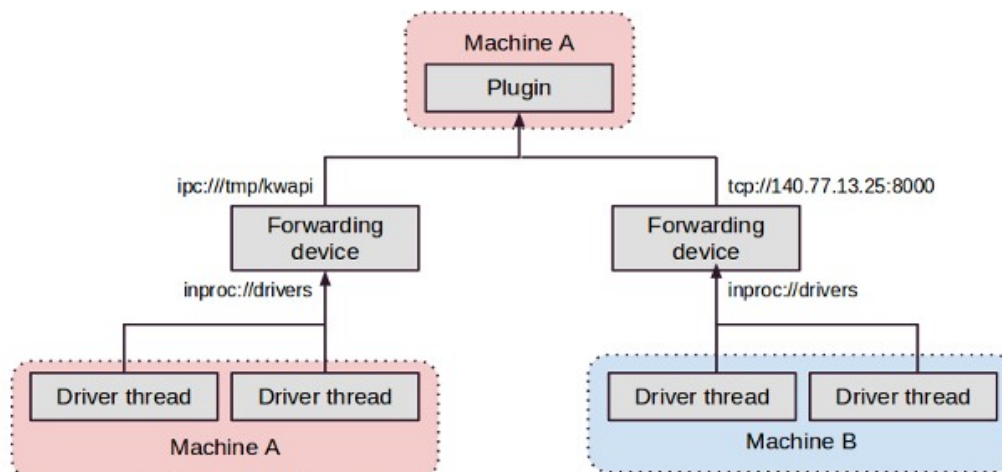 Machine A
Plugin
ipc:///tmp/kwapi
tcp://140.77.13.25:8000
Forwarding
device
Forwarding
device
inproc://drivers
inproc://drivers
Driver thread
Driver thread
Driver thread
Driver thread
Machine A
Machine B